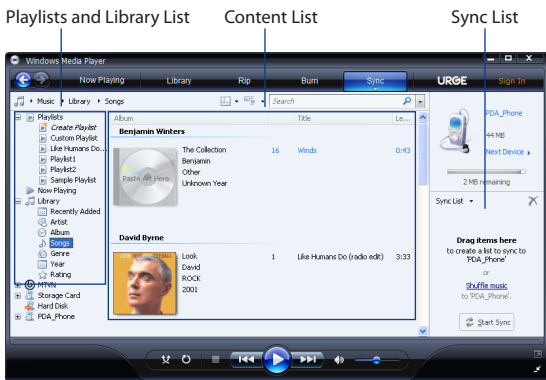 Playlists and Library List Content List Sync List
Windows Media Player
Now Playing Library Rip Burn Sync URGE Sign In
Music Library Songs Search
Playlists
Create Playlist
Custom Playlist
Like Humans Do...
Playlist1
Playlist2
Sample Playlist
Now Playing
Library
Recently Added
Artist
Album
Songs
Genre
Year
Rating
MTVN
Storage Card
Hard Disk
PDA_Phone
Album Title Le...
Benjamin Winters
Paste Art Here
The Collection 16 Winds 0:43
Benjamin
Other
Unknown Year
David Byrne
Look 1 Like Humans Do (radio edit) 3:33
David
ROCK
2001
PDA_Phone
44 MB
Next Device
2 MB remaining
Sync List
Drag items here
to create a list to sync to
'PDA_Phone'
or
Shuffle music
to 'PDA_Phone'.
Start Sync